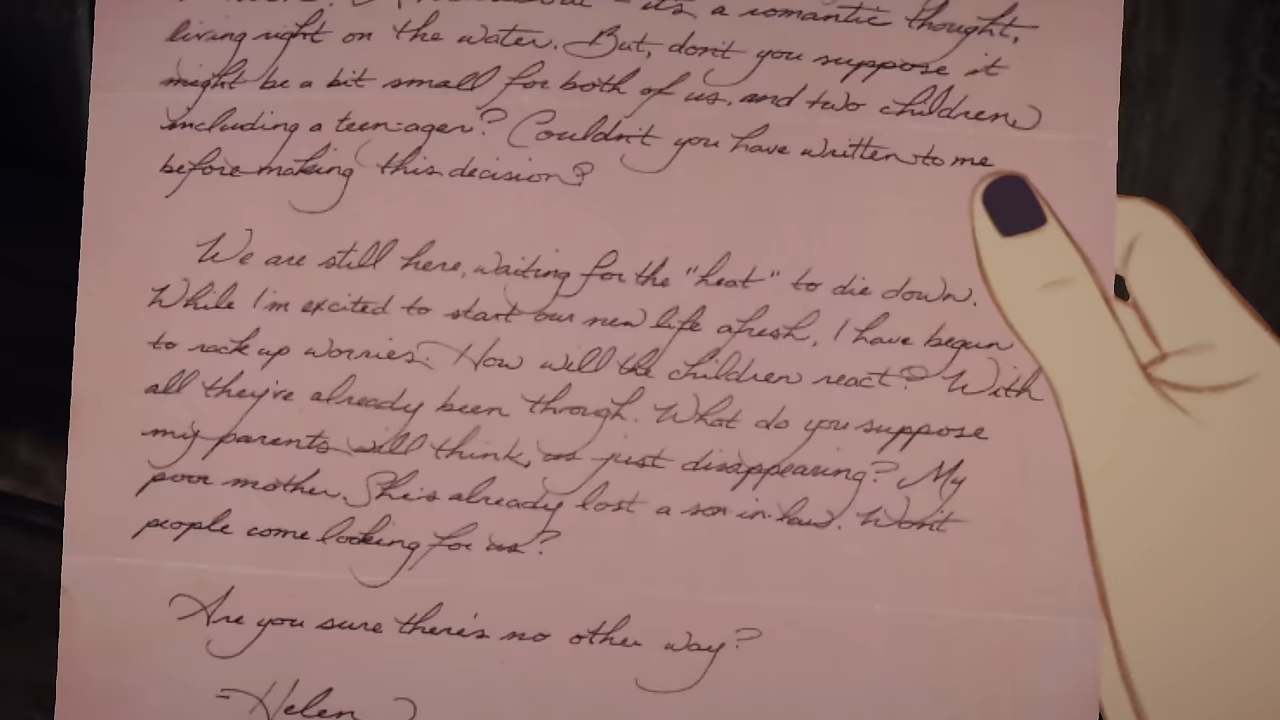 it's a romantic thought,
living right on the water. But, don't you suppose it
might be a bit small for both of us, and two children
including a teen-ager? Couldn't you have written to me
before making this decision?
We are still here, waiting for the "heat" to die down.
While I'm excited to start our new life afresh, I have begun
to rack up worries. How will the children react? With
all they've already been through. What do you suppose
my parents will think, us just disappearing? My
poor mother. She's already lost a son-in-law. Won't
people come looking for us?
Are you sure there's no other way?
-Helen